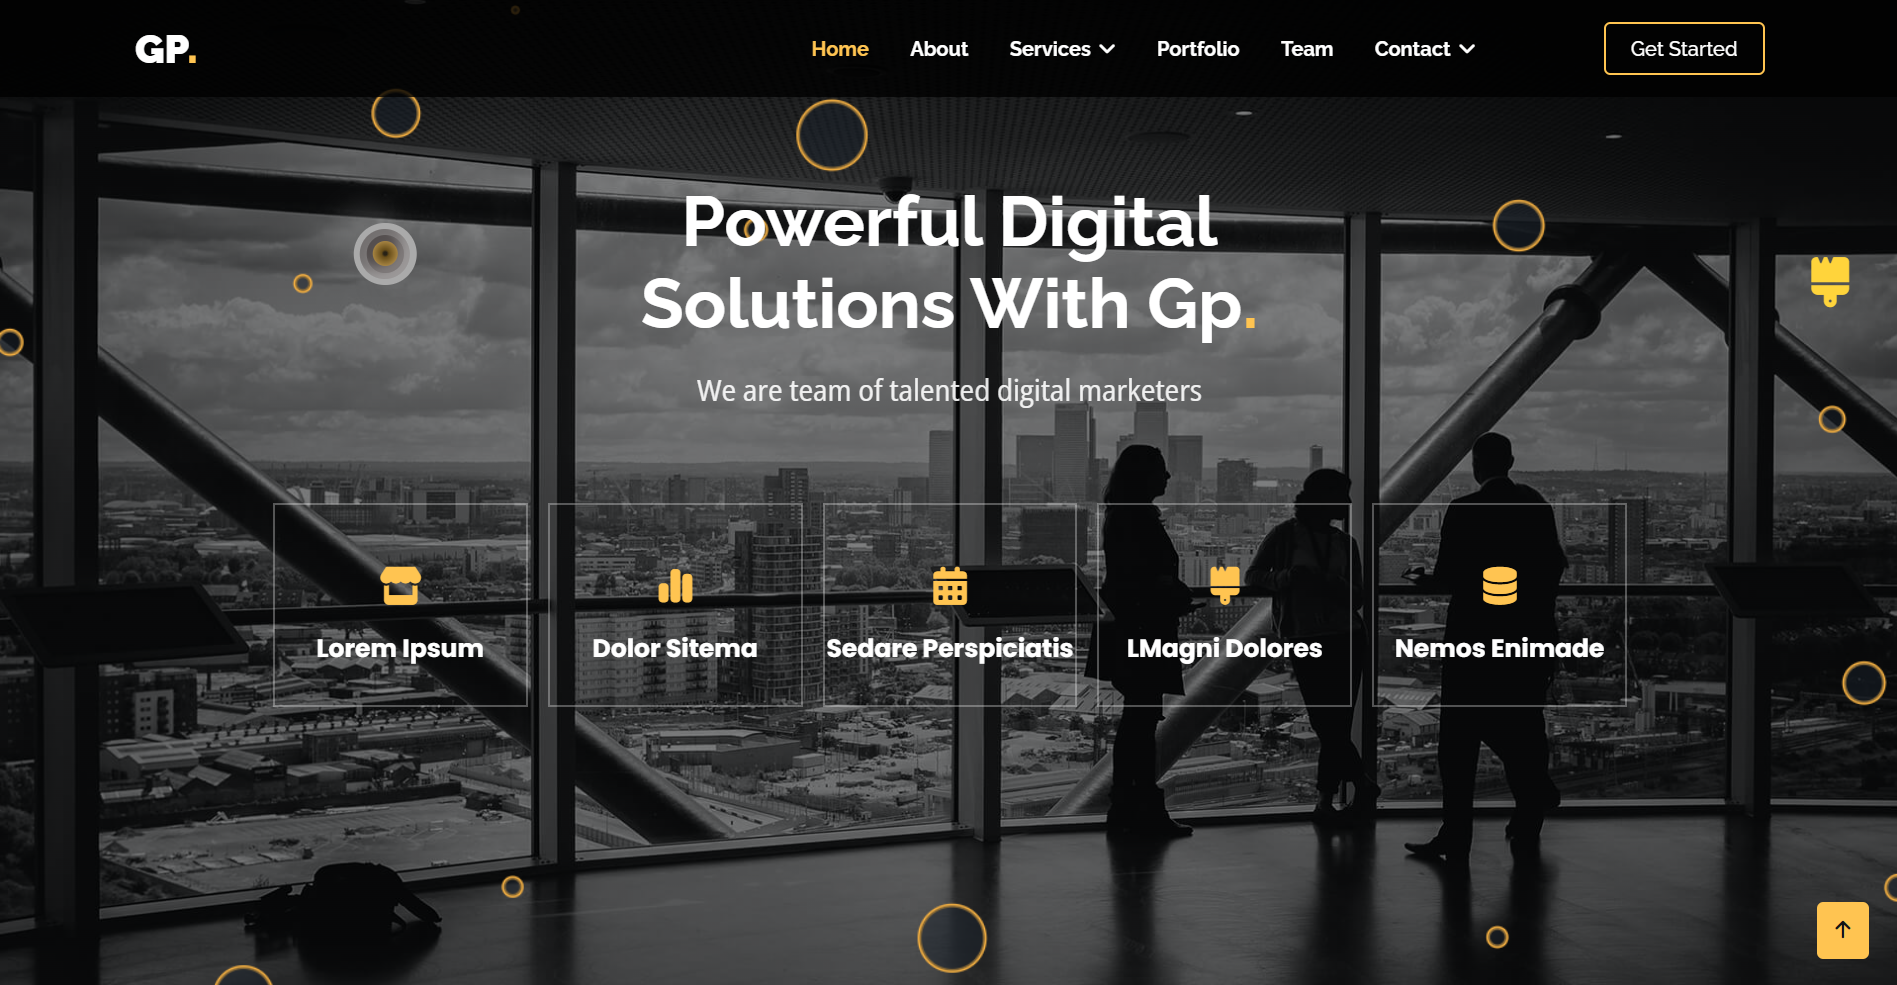 GP.
Home About Services Portfolio Team Contact Get Started
Powerful Digital
Solutions With Gp.
We are team of talented digital marketers
Lorem Ipsum
Dolor Sitema
Sedare Perspiciatis
LMagni Dolores
Nemos Enimade